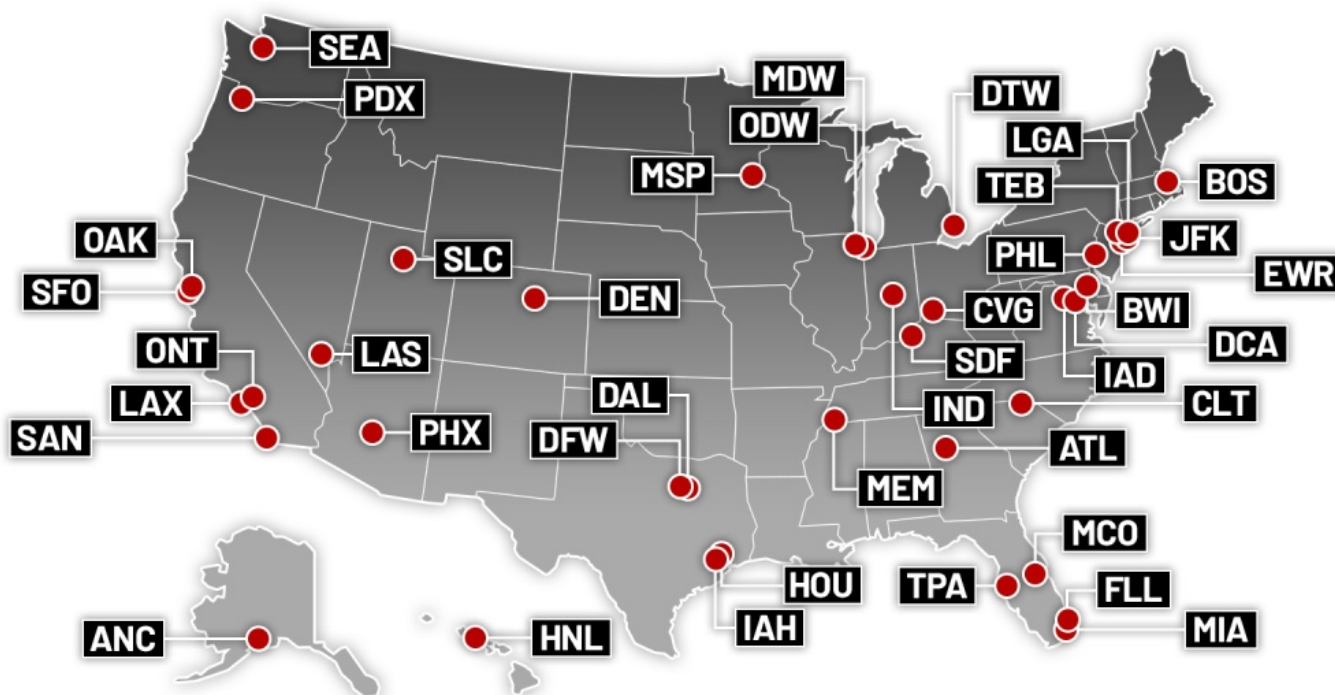 SEA
MDW
DTW
PDX
ODW
LGA
MSP
TEB
BOS
OAK
JFK
SLC
PHL
EWR
SFO
DEN
CVG
BWI
ONT
LAS
SDF
DCA
IAD
LAX
DAL
IND
CLT
SAN
PHX
DFW
ATL
MEM
MCO
HOU
TPA
FLL
IAH
MIA
ANC
HNL